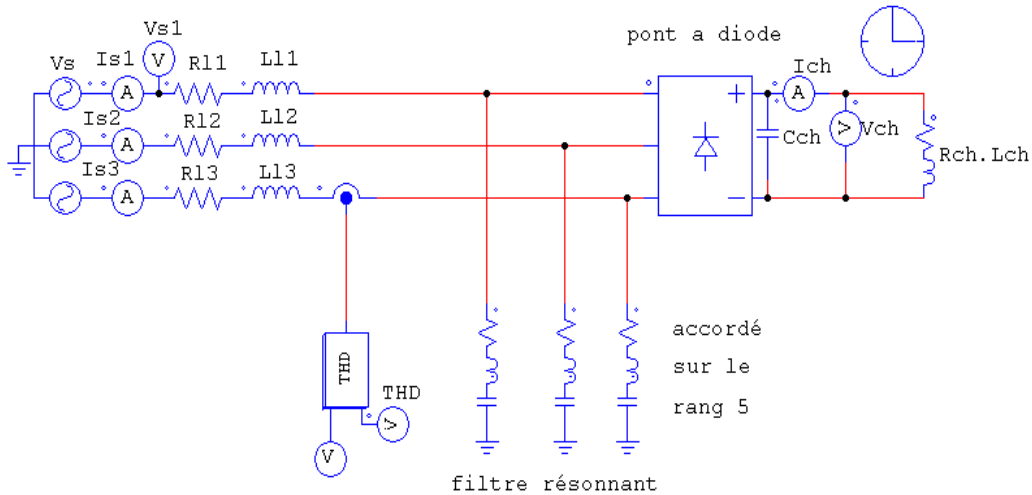 Vs1
pont a diode
Vs
Is1
V
Rl1
Ll1
Ich
A
A
+
Is2
Rl2
Ll2
Cch
V
Vch
A
Rch.Lch
Is3
Rl3
Ll3
A
−
THD
THD
V
V
accordé
sur le
rang 5
filtre résonnant